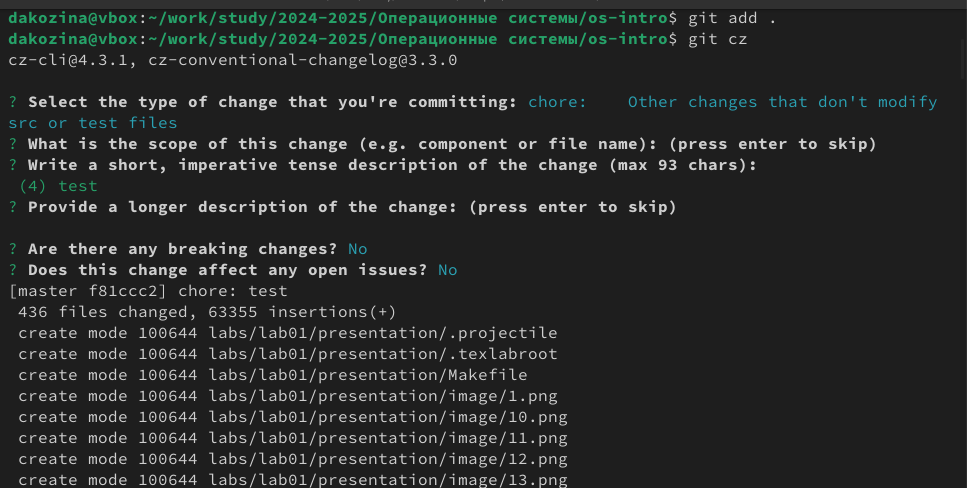 dakozina@vbox:~/work/study/2024-2025/Операционные системы/os-intro$ git add .
dakozina@vbox:~/work/study/2024-2025/Операционные системы/os-intro$ git cz
cz-cli@4.3.1, cz-conventional-changelog@3.3.0

? Select the type of change that you're committing: chore:    Other changes that don't modify
src or test files
? What is the scope of this change (e.g. component or file name): (press enter to skip)
? Write a short, imperative tense description of the change (max 93 chars):
 (4) test
? Provide a longer description of the change: (press enter to skip)

? Are there any breaking changes? No
? Does this change affect any open issues? No
[master f81ccc2] chore: test
 436 files changed, 63355 insertions(+)
 create mode 100644 labs/lab01/presentation/.projectile
 create mode 100644 labs/lab01/presentation/.texlabroot
 create mode 100644 labs/lab01/presentation/Makefile
 create mode 100644 labs/lab01/presentation/image/1.png
 create mode 100644 labs/lab01/presentation/image/10.png
 create mode 100644 labs/lab01/presentation/image/11.png
 create mode 100644 labs/lab01/presentation/image/12.png
 create mode 100644 labs/lab01/presentation/image/13.png